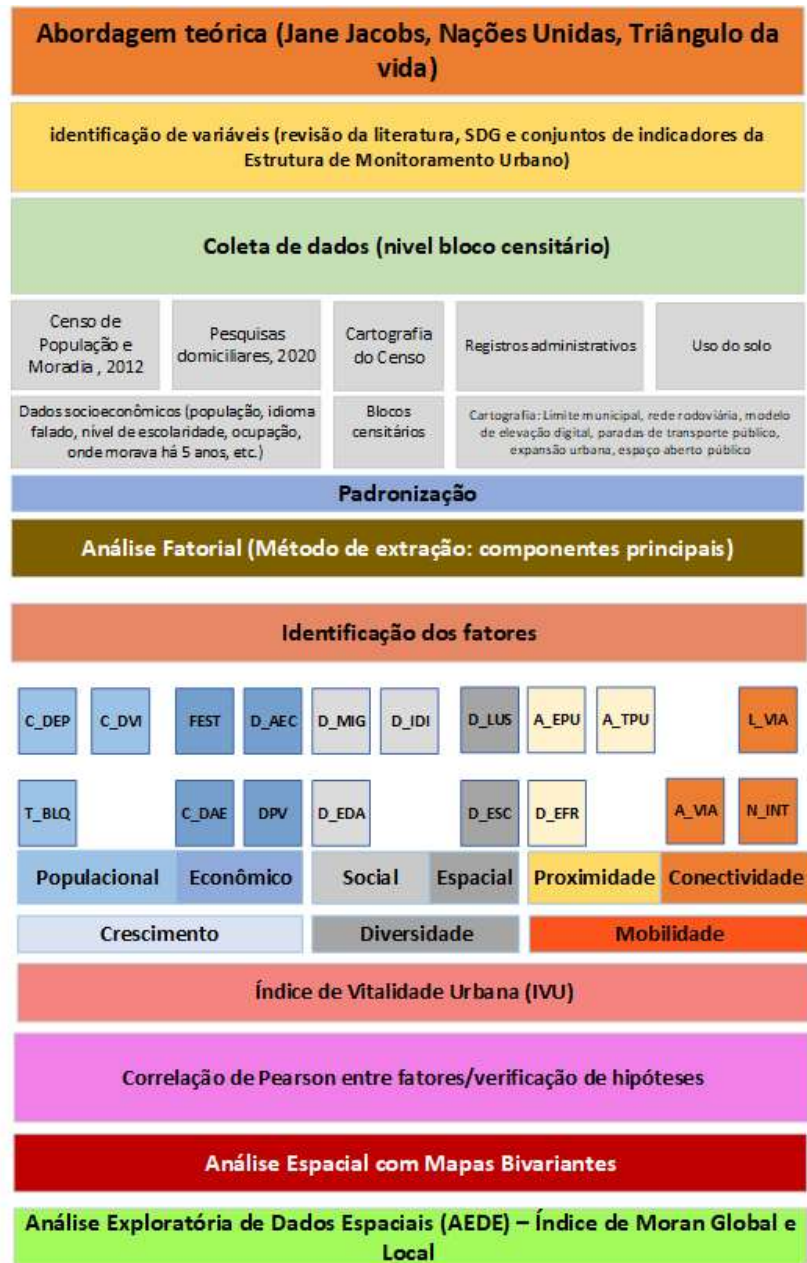 Abordagem teórica (Jane Jacobs, Nações Unidas, Triângulo da
vida)
identificação de variáveis (revisão da literatura, SDG e conjuntos de indicadores da
Estrutura de Monitoramento Urbano)
Coleta de dados (nivel bloco censitário)
Censo de
População e
Moradia , 2012
Pesquisas
domiciliares, 2020
Cartografia
do Censo
Registros administrativos
Uso do solo
Dados socioeconômicos (população, idioma
falado, nível de escolaridade, ocupação,
onde morava há 5 anos, etc.)
Blocos
censitários
Cartografia: Limite municipal, rede rodoviária, modelo
de elevação digital, paradas de transporte público,
expansão urbana, espaço aberto público
Padronização
Análise Fatorial (Método de extração: componentes principais)
Identificação dos fatores
C_DEP C_DVI FEST D_AEC D_MIG D_IDI D_LUS A_EPU A_TPU L_VIA
T_BLQ C_DAE DPV D_EDA D_ESC D_EFR A_VIA N_INT
Populacional Econômico Social Espacial Proximidade Conectividade
Crescimento Diversidade Mobilidade
Índice de Vitalidade Urbana (IVU)
Correlação de Pearson entre fatores/verificação de hipóteses
Análise Espacial com Mapas Bivariantes
Análise Exploratória de Dados Espaciais (AEDE) – Índice de Moran Global e
Local